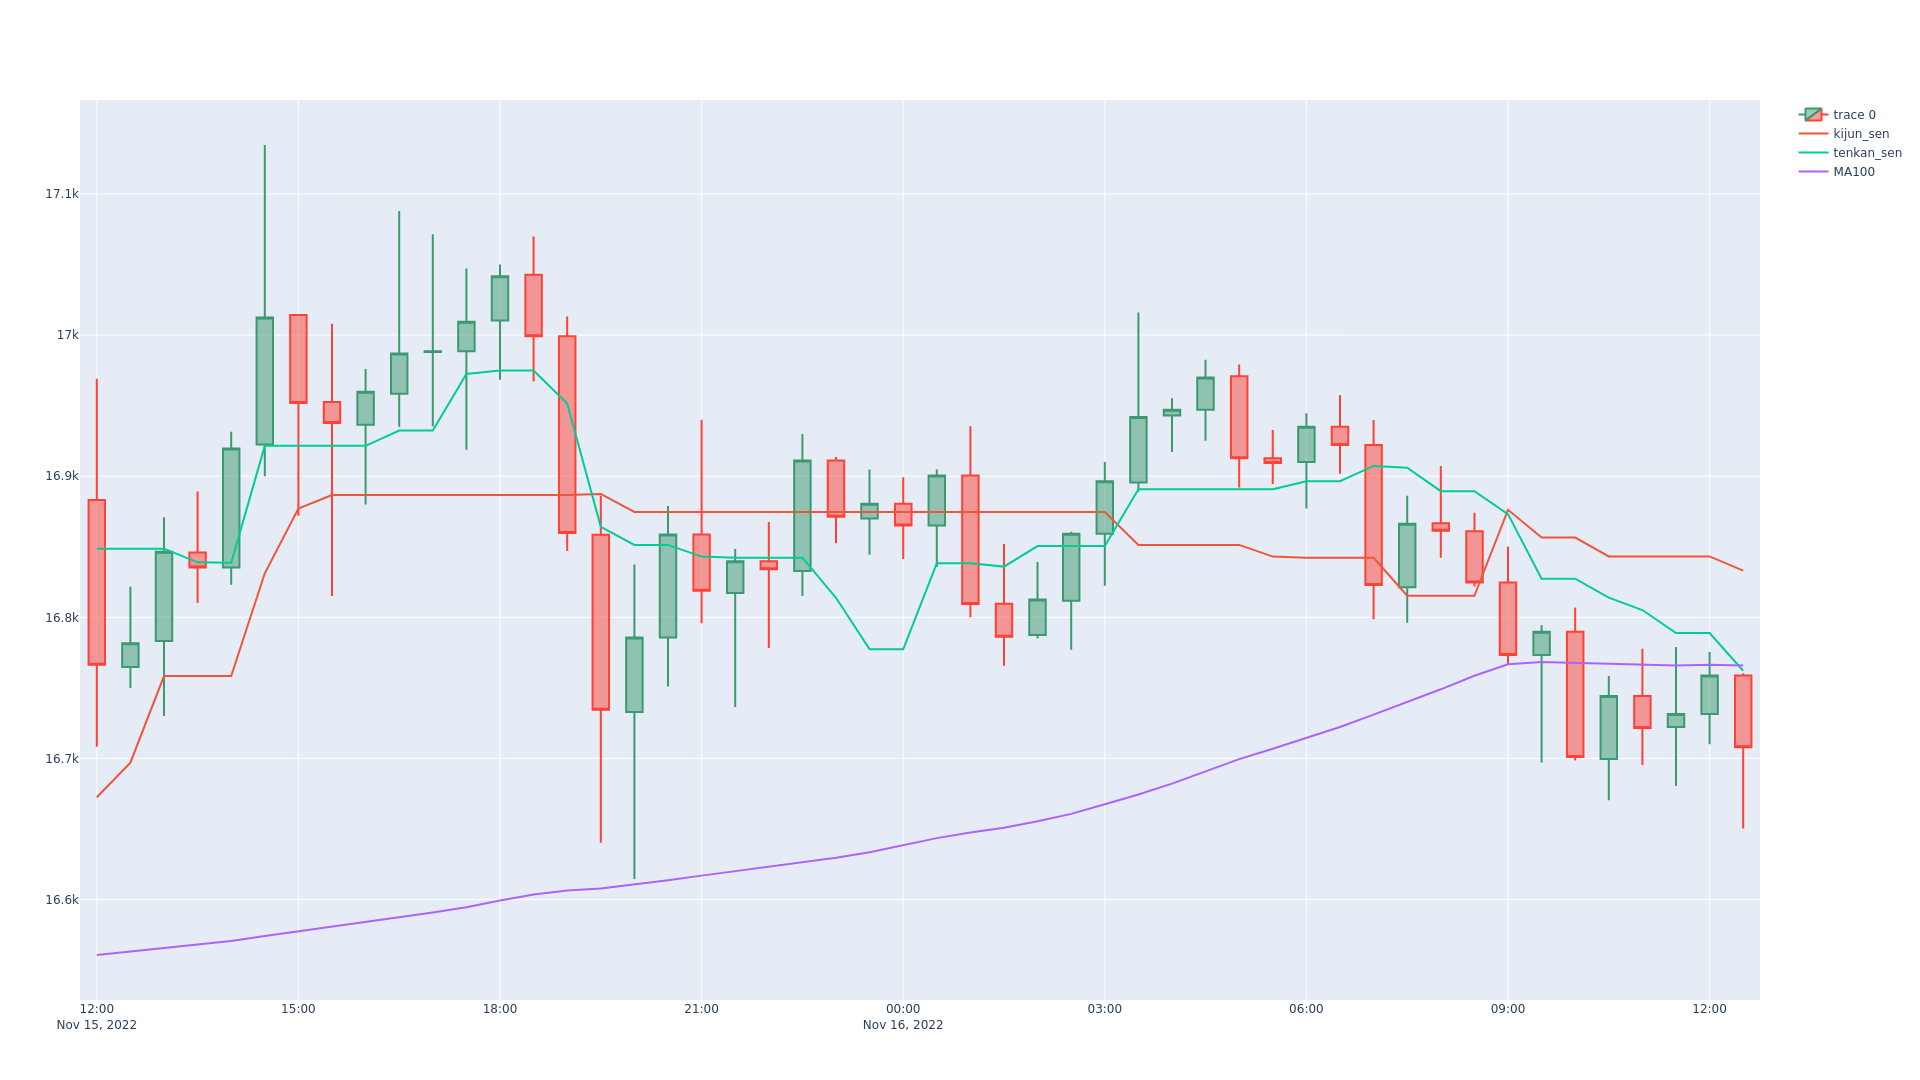 trace 0
kijun_sen
tenkan_sen
MA100
17.1k
17k
16.9k
16.8k
16.7k
16.6k
12:00 15:00 18:00 21:00 00:00 03:00 06:00 09:00 12:00
Nov 15, 2022 Nov 16, 2022